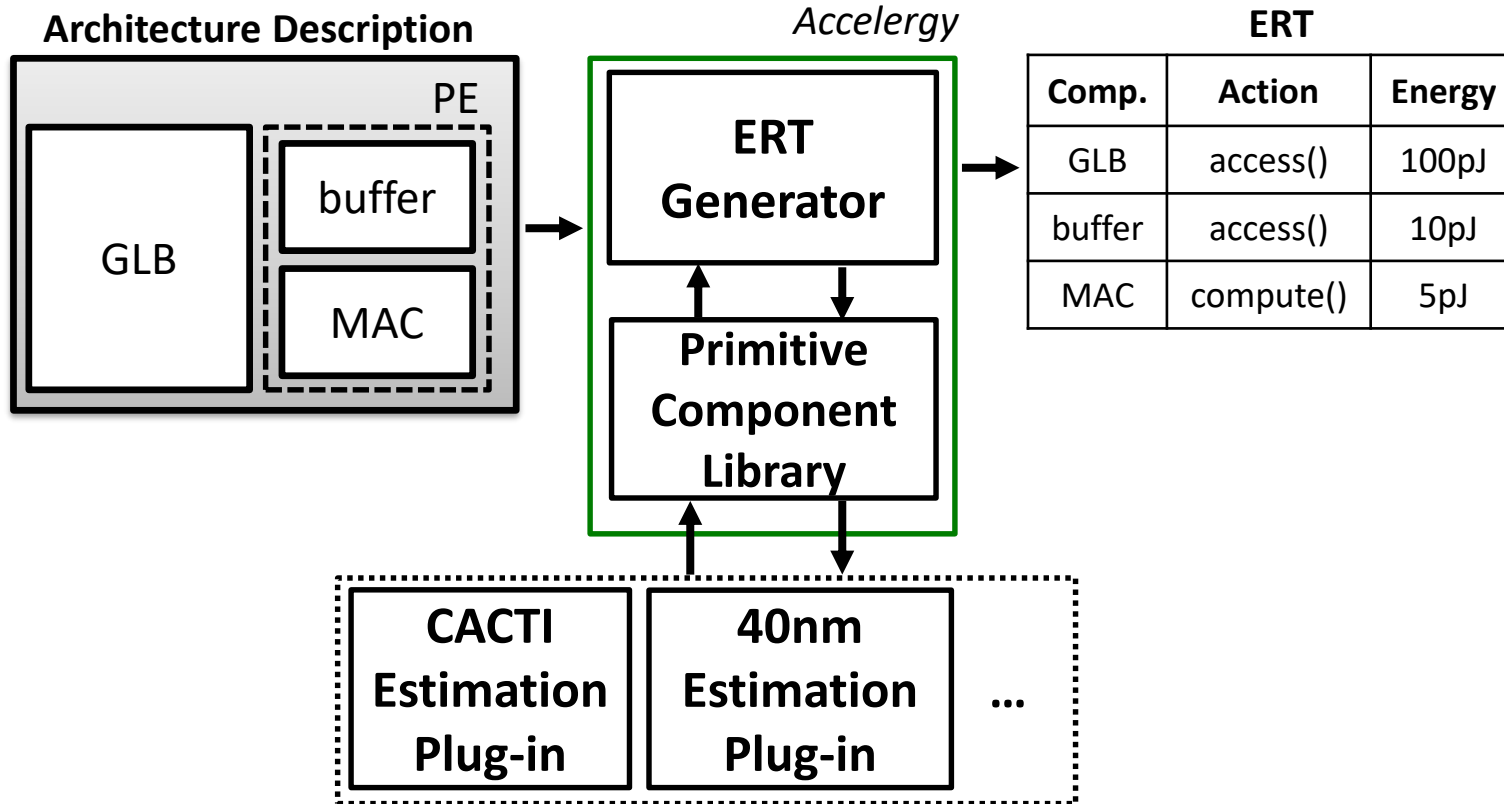 Architecture Description
PE
GLB
buffer
MAC
Accelergy
ERT
Generator
Primitive
Component
Library
CACTI
Estimation
Plug-in
40nm
Estimation
Plug-in
...
ERT
Comp. Action Energy
GLB access() 100pJ
buffer access() 10pJ
MAC compute() 5pJ